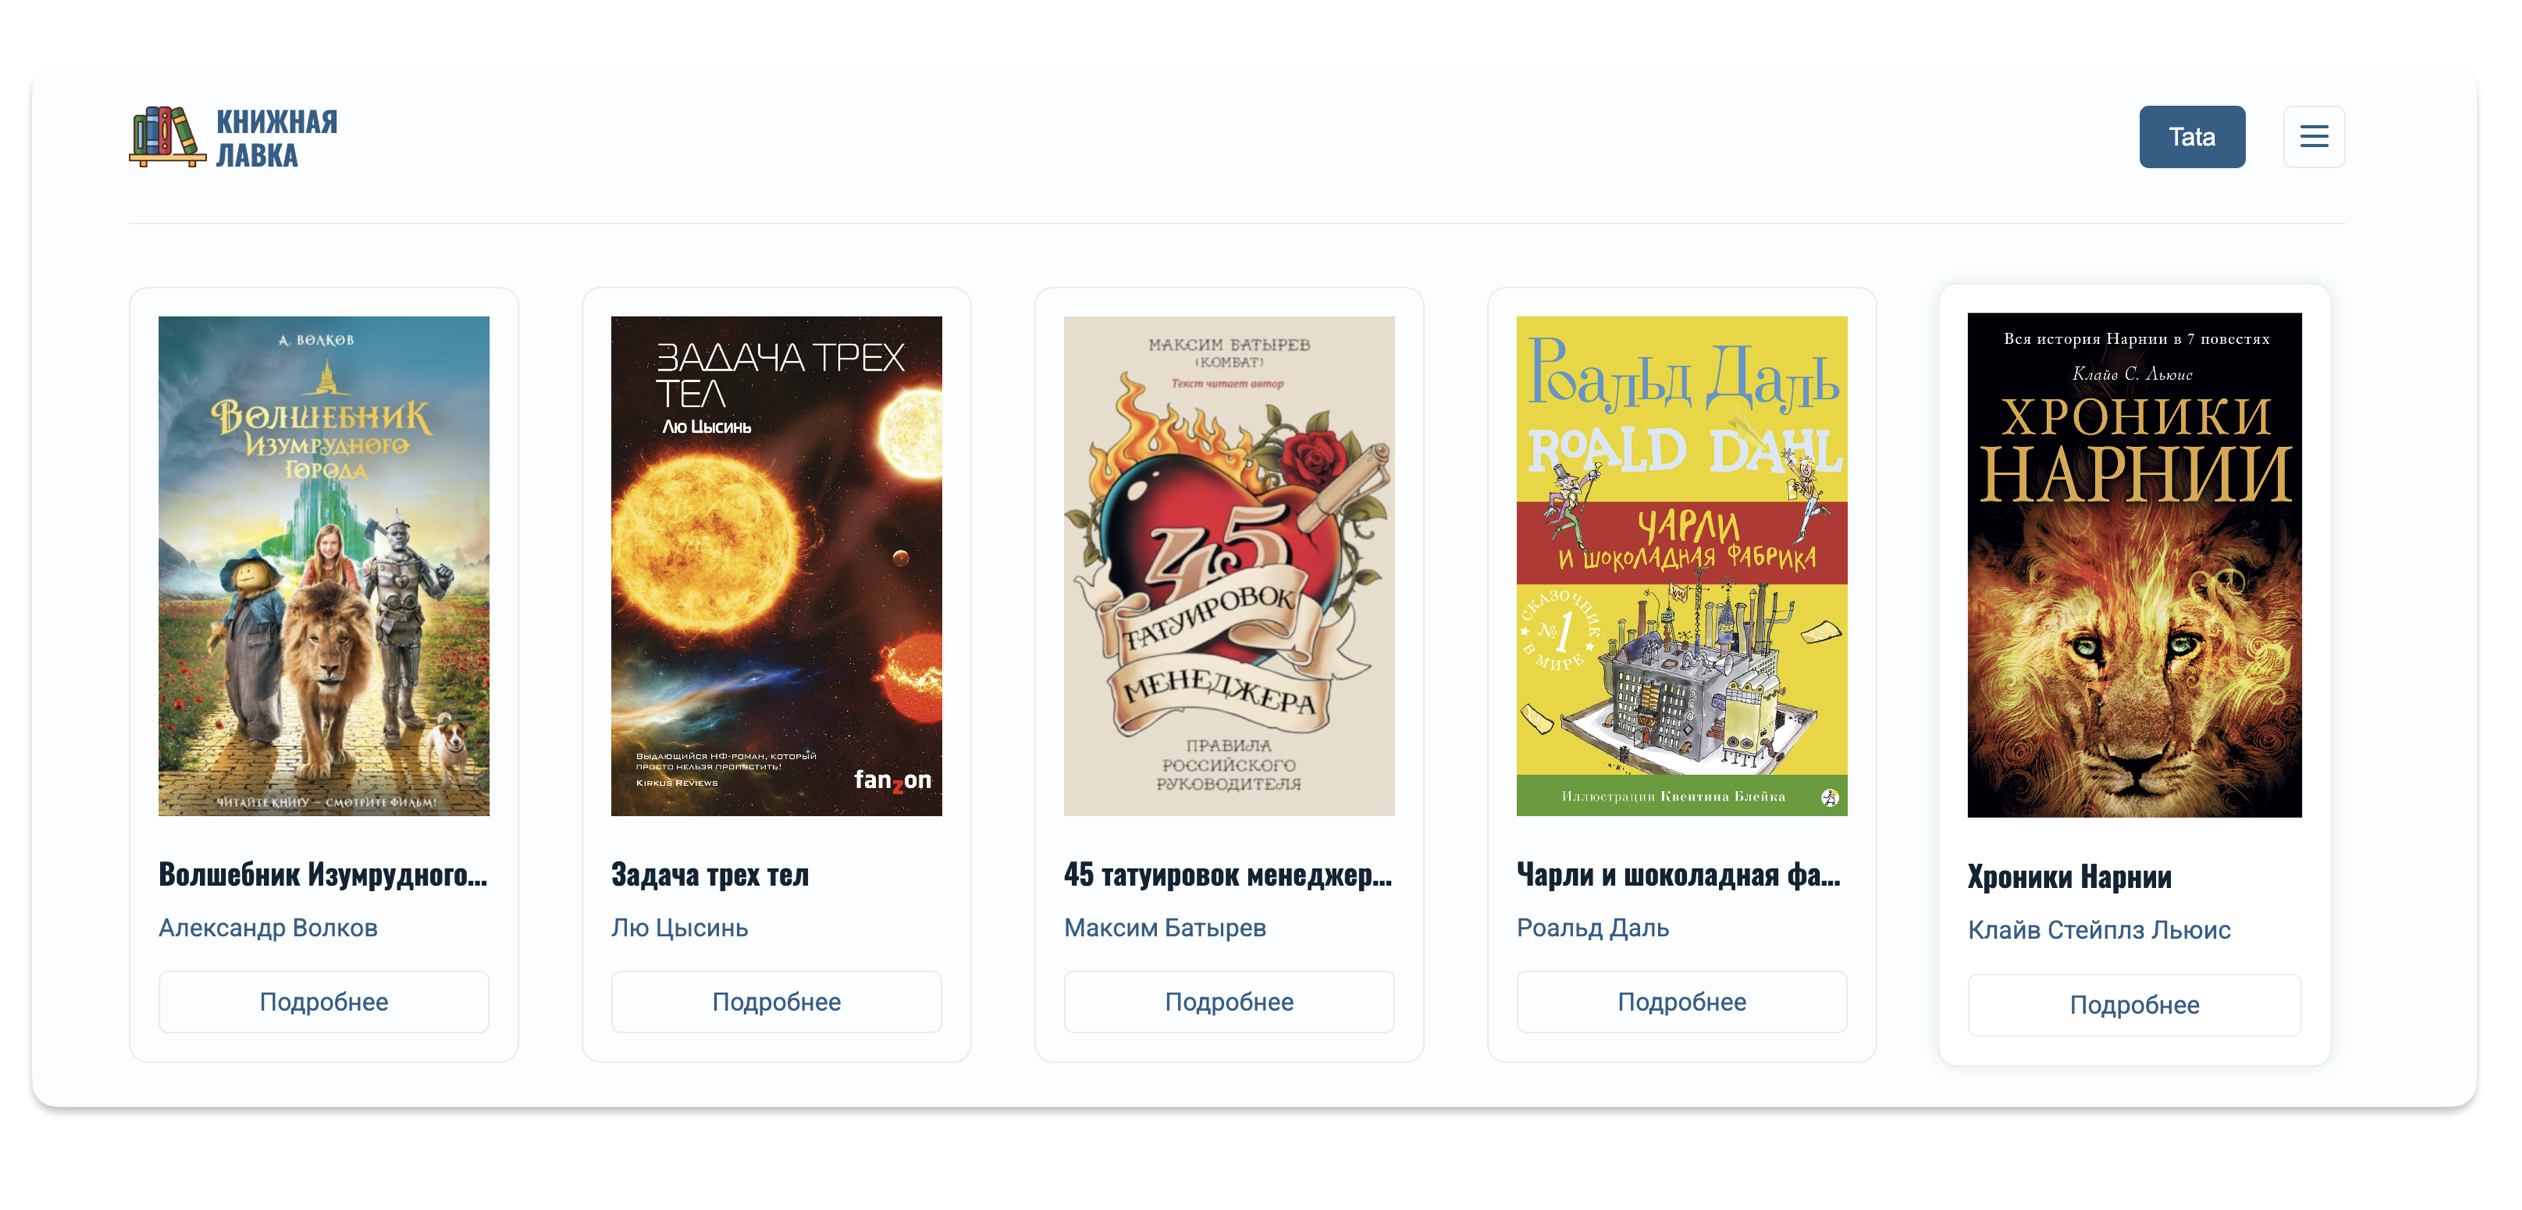 КНИЖНАЯ
ЛАВКА
Tata
А. ВОЛКОВ
ВОЛШЕБНИК
ИЗУМРУДНОГО
ГОРОДА
ЧИТАЙТЕ КНИГУ — СМОТРИТЕ ФИЛЬМ!
Волшебник Изумрудного...
Александр Волков
Подробнее
ЗАДАЧА ТРЕХ
ТЕЛ
Лю Цысинь
Выдающийся НФ-роман, который
просто нельзя пропустить!
Kirkus Reviews
fanzon
Задача трех тел
Лю Цысинь
Подробнее
МАКСИМ БАТЫРЕВ
(КОМБАТ)
Текст читает автор
45
ТАТУИРОВОК
МЕНЕДЖЕРА
ПРАВИЛА
РОССИЙСКОГО
РУКОВОДИТЕЛЯ
45 татуировок менеджер...
Максим Батырев
Подробнее
Роальд Даль
ROALD DAHL
ЧАРЛИ
И ШОКОЛАДНАЯ ФАБРИКА
СКАЗОЧНИК
№1
В МИРЕ
Иллюстрации Квентина Блейка
Чарли и шоколадная фа...
Роальд Даль
Подробнее
Вся история Нарнии в 7 повестях
Клайв С. Льюис
ХРОНИКИ
НАРНИИ
Хроники Нарнии
Клайв Стейплз Льюис
Подробнее